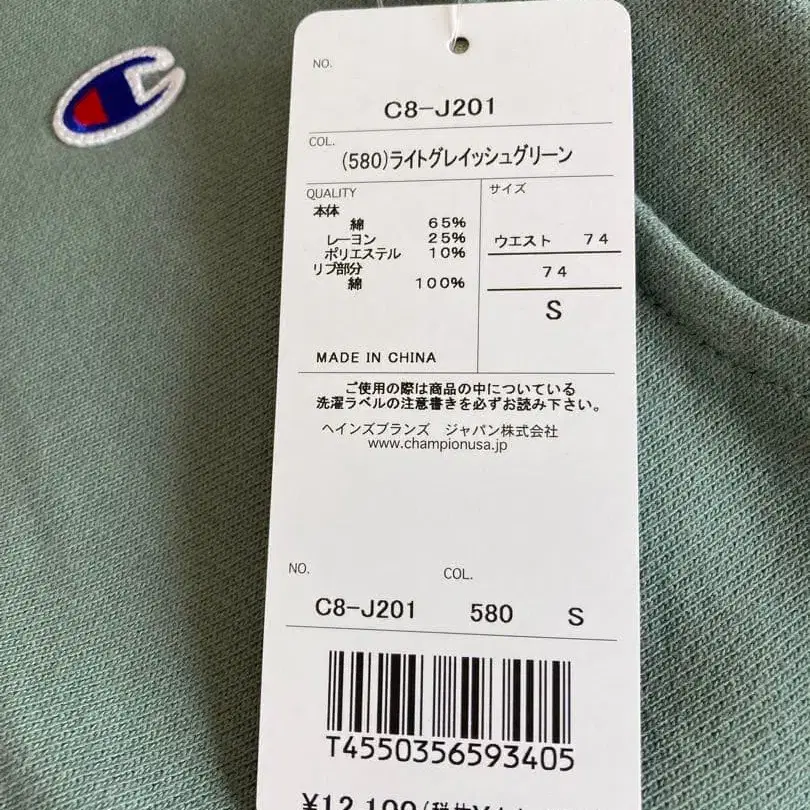 NO.
C8-J201
COL.
(580)ライトグレイッシュグリーン
QUALITY
本体
綿 65%
レーヨン 25%
ポリエステル 10%
リブ部分
綿 100%
MADE IN CHINA
サイズ
ウエスト 74
74
S
ご使用の際は商品の中についている
洗濯ラベルの注意書きを必ずお読み下さい。
ヘインズブランズ ジャパン株式会社
www.championusa.jp
NO. COL.
C8-J201 580 S
T4550356593405
¥12,100